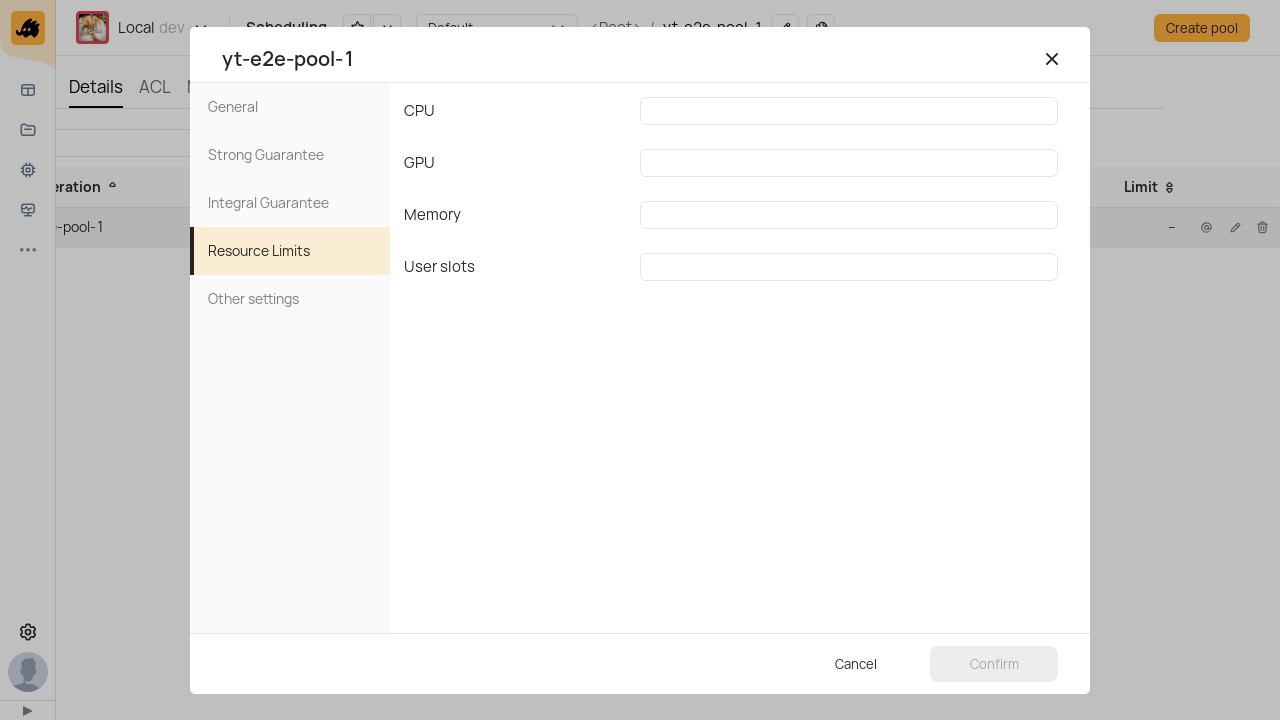 Local dev
Scheduling
Default
<Root> / yt-e2e-pool-1
Create pool
yt-e2e-pool-1
Details
ACL
General
CPU
Strong Guarantee
GPU
Integral Guarantee
Memory
Resource Limits
User slots
Other settings
Limit
-pool-1
–
Cancel
Confirm